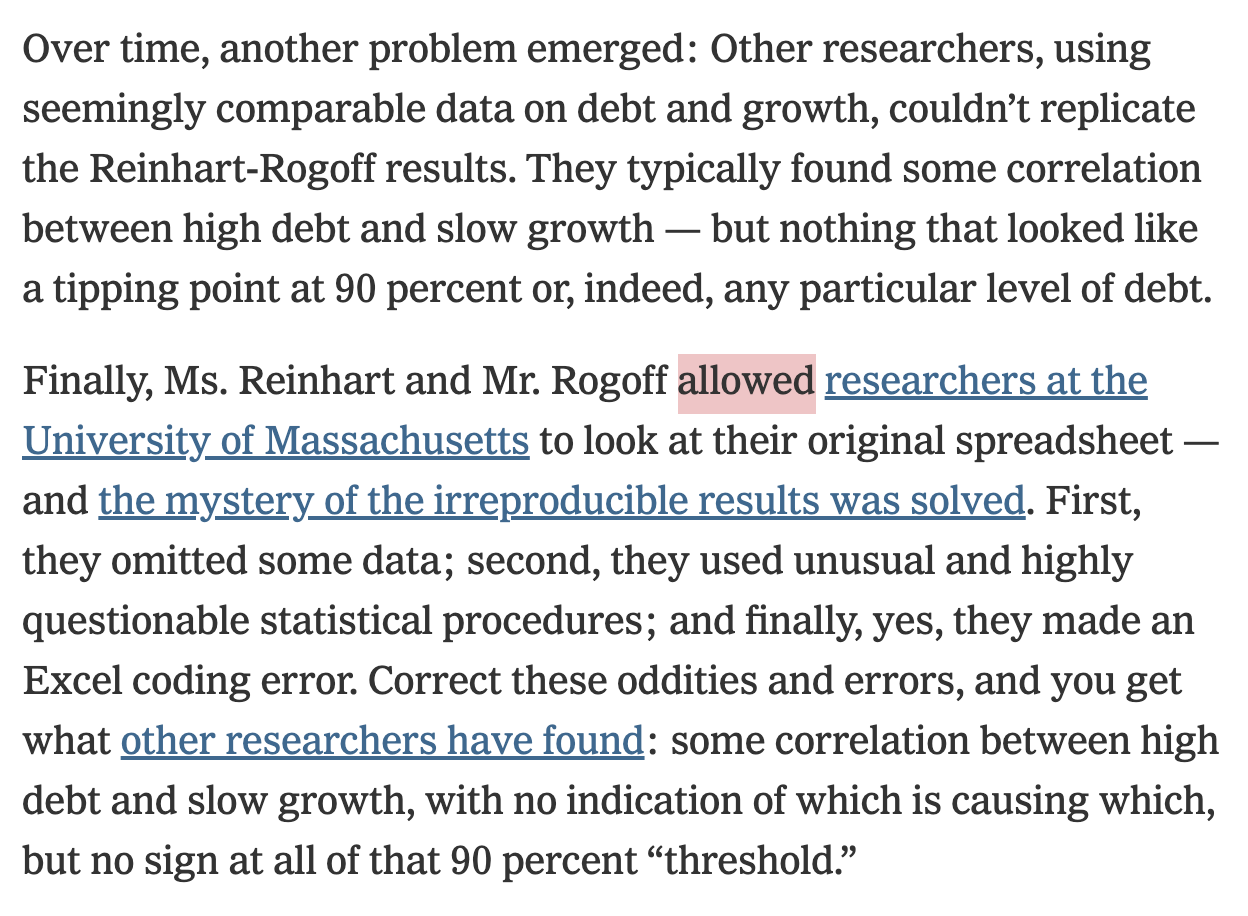 Over time, another problem emerged: Other researchers, using
seemingly comparable data on debt and growth, couldn’t replicate
the Reinhart-Rogoff results. They typically found some correlation
between high debt and slow growth — but nothing that looked like
a tipping point at 90 percent or, indeed, any particular level of debt.
Finally, Ms. Reinhart and Mr. Rogoff allowed researchers at the
University of Massachusetts to look at their original spreadsheet —
and the mystery of the irreproducible results was solved. First,
they omitted some data; second, they used unusual and highly
questionable statistical procedures; and finally, yes, they made an
Excel coding error. Correct these oddities and errors, and you get
what other researchers have found: some correlation between high
debt and slow growth, with no indication of which is causing which,
but no sign at all of that 90 percent “threshold.”